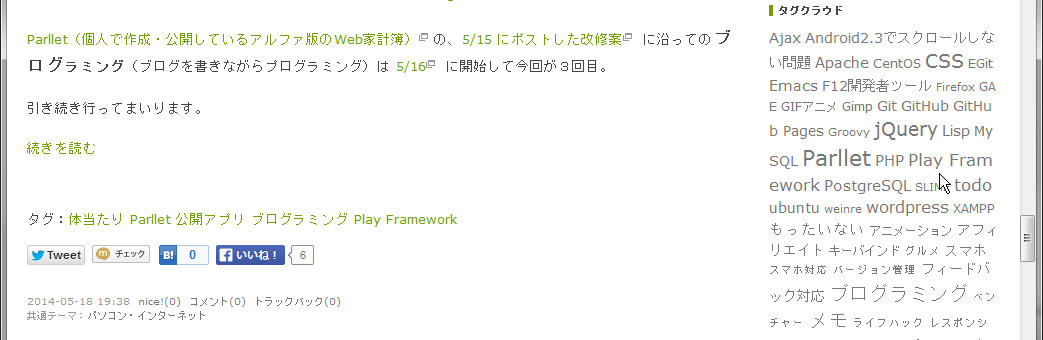 Parllet（個人で作成・公開しているアルファ版のWeb家計簿）の、5/15 にポストした改修案 に沿ってのブ
ログラミング（ブログを書きながらプログラミング）は 5/16 に開始して今回が３回目。
引き続き行ってまいります。
続きを読む
タグ：体当たり Parllet 公開アプリ ブログラミング Play Framework
Tweet チェック B! 0 いいね！ 6
2014-05-18 19:38 nice!(0) コメント(0) トラックバック(0)
共通テーマ：パソコン・インターネット
タグクラウド
Ajax Android2.3でスクロールしな
い問題 Apache CentOS CSS EGit
Emacs F12開発者ツール Firefox GA
E GIFアニメ Gimp Git GitHub GitHu
b Pages Groovy jQuery Lisp My
SQL Parllet PHP Play Fram
ework PostgreSQL todo
ubuntu weinre wordpress XAMPP
もったいない アニメーション アフィ
リエイト キーバインド グルメ スマホ
スマホ対応 バージョン管理 フィードバ
ック対応 ブログラミング ベン
チャー メモ ライフハック レスポンシ